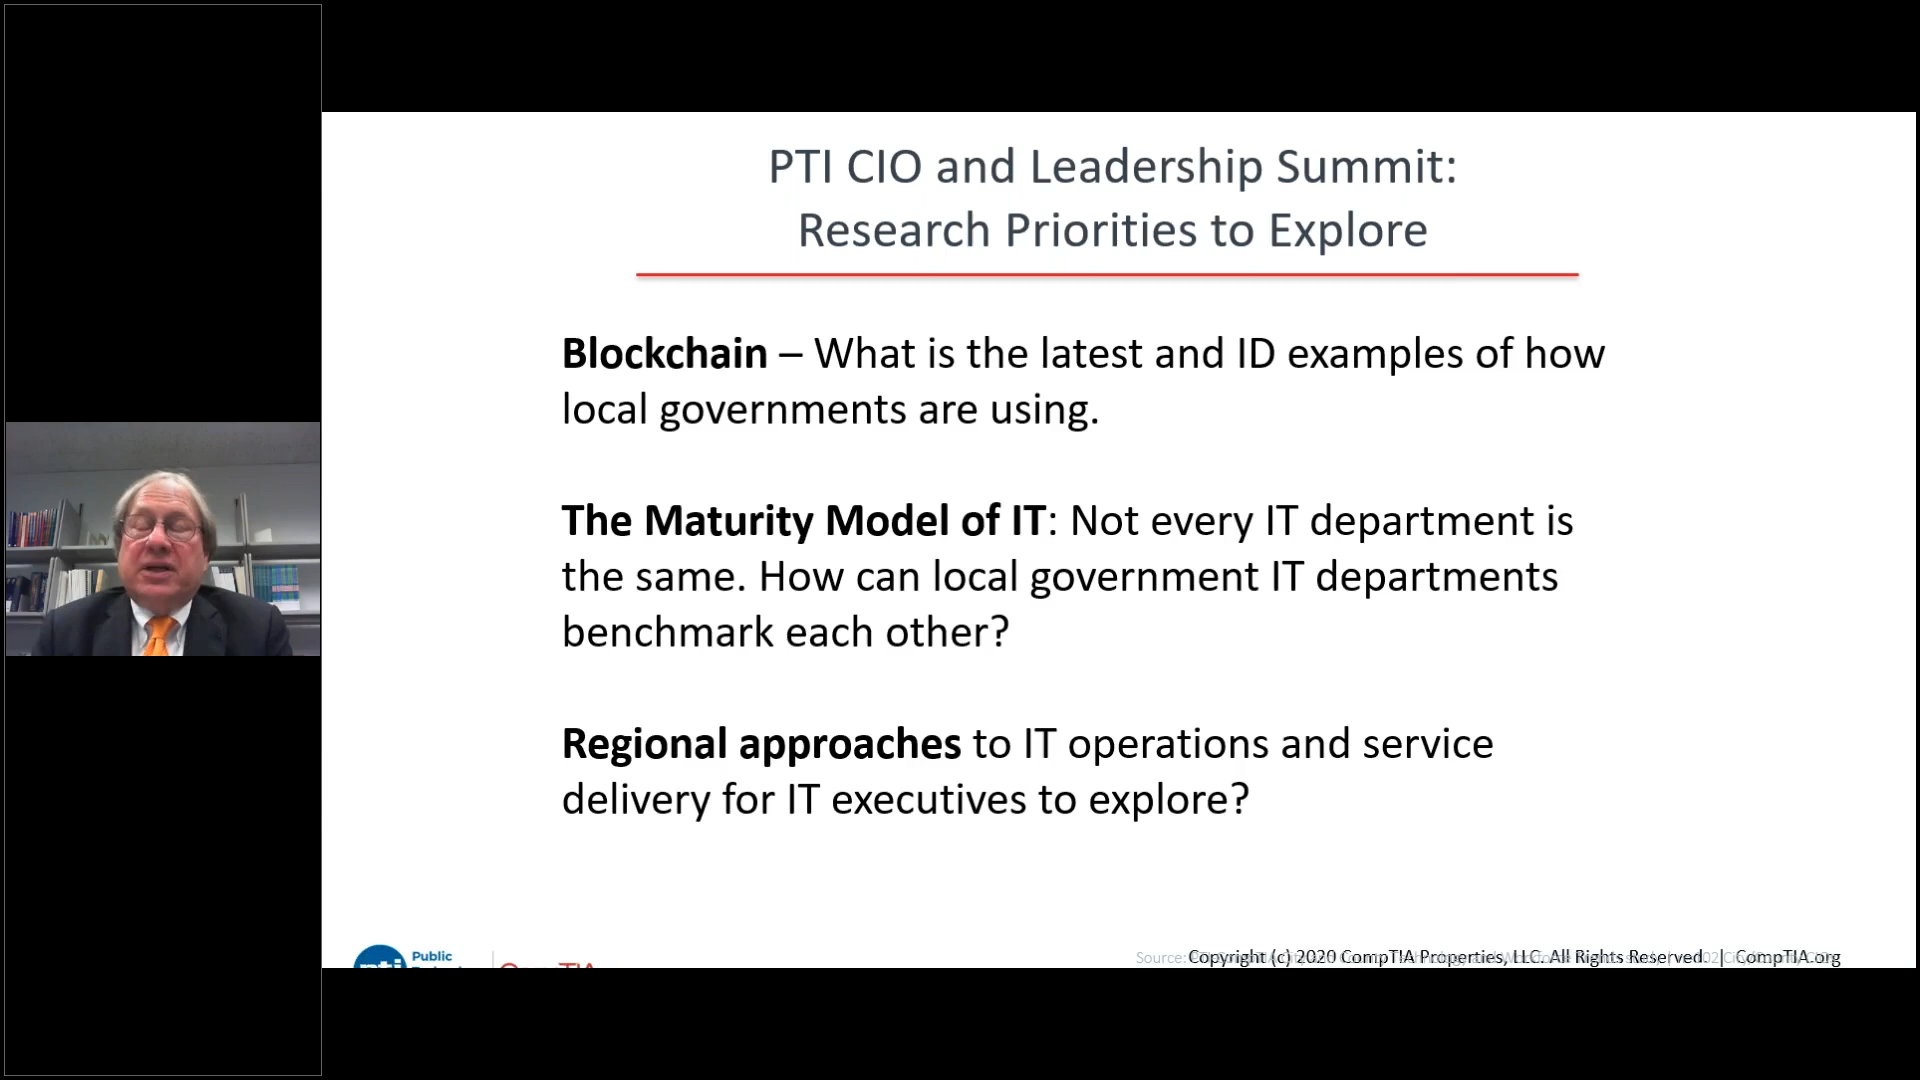 PTI CIO and Leadership Summit:
Research Priorities to Explore
Blockchain – What is the latest and ID examples of how
local governments are using.
The Maturity Model of IT: Not every IT department is
the same. How can local government IT departments
benchmark each other?
Regional approaches to IT operations and service
delivery for IT executives to explore?
pti Public
CompTIA
Source:
Copyright (c) 2020 CompTIA Properties, LLC. All Rights Reserved. | CompTIA.org